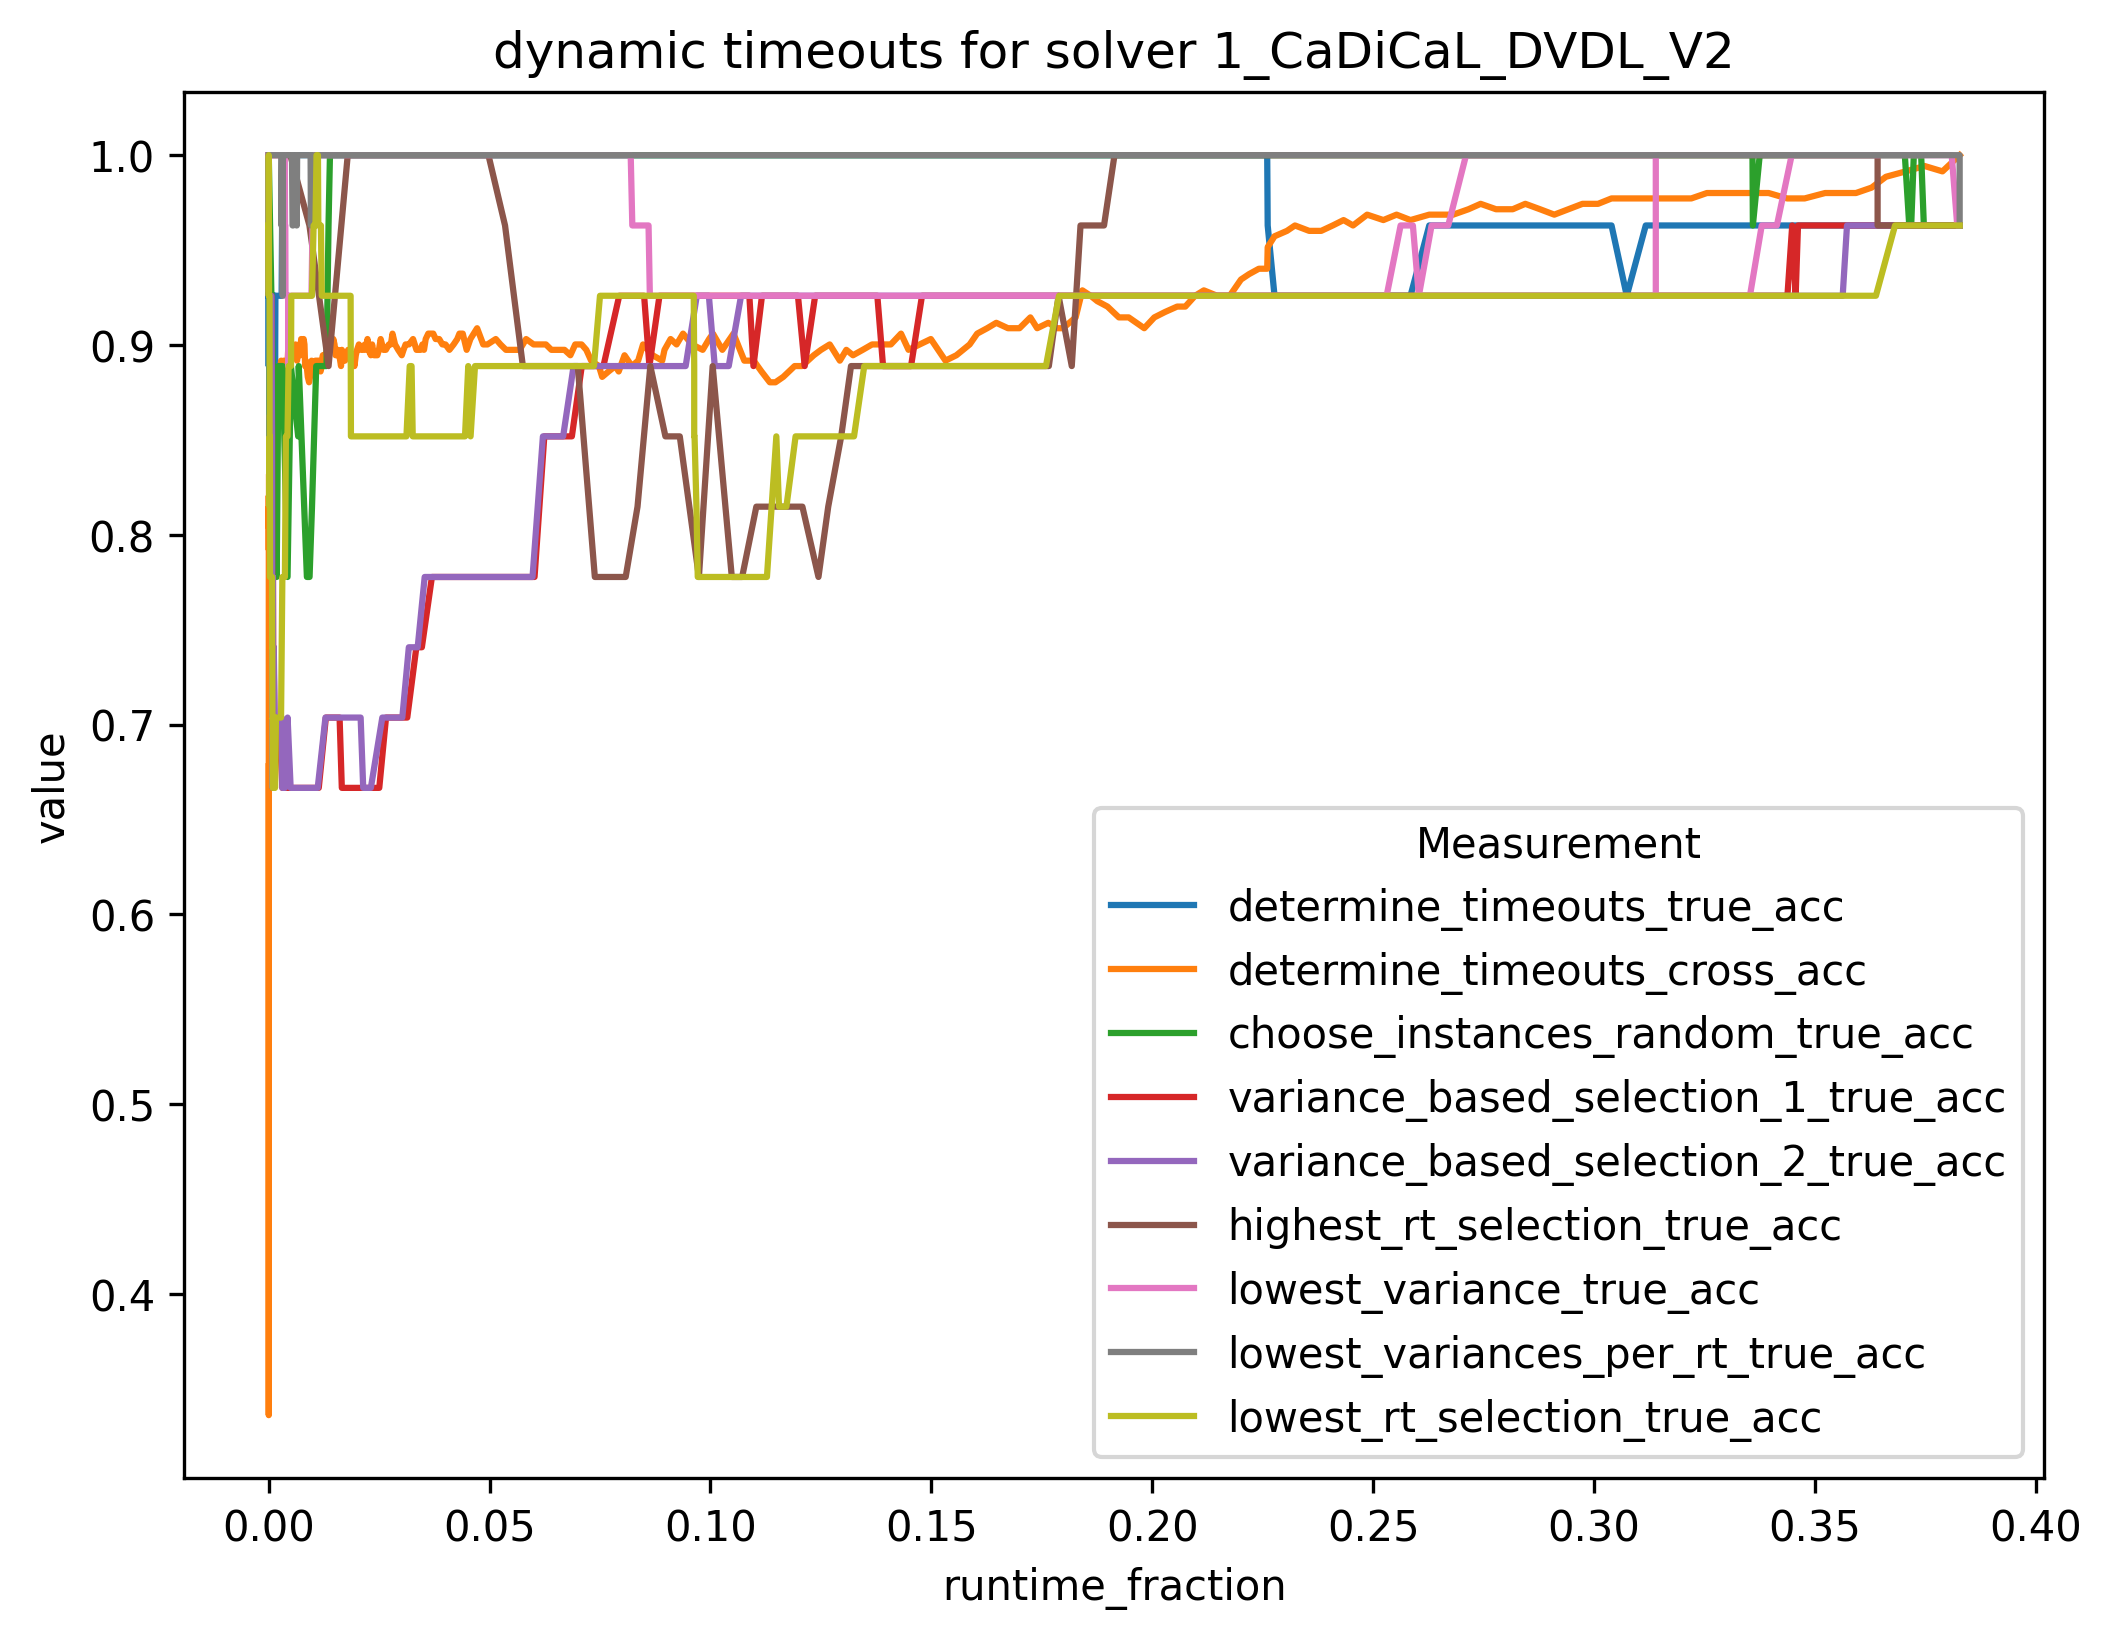 dynamic timeouts for solver 1_CaDiCaL_DVDL_V2
1.0
0.9
0.8
0.7
0.6
0.5
0.4
value
Measurement
determine_timeouts_true_acc
determine_timeouts_cross_acc
choose_instances_random_true_acc
variance_based_selection_1_true_acc
variance_based_selection_2_true_acc
highest_rt_selection_true_acc
lowest_variance_true_acc
lowest_variances_per_rt_true_acc
lowest_rt_selection_true_acc
0.00 0.05 0.10 0.15 0.20 0.25 0.30 0.35 0.40
runtime_fraction